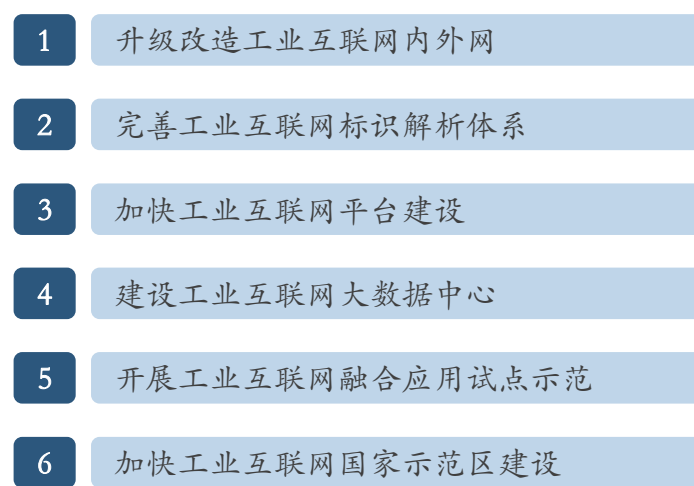 1 升级改造工业互联网内外网
2 完善工业互联网标识解析体系
3 加快工业互联网平台建设
4 建设工业互联网大数据中心
5 开展工业互联网融合应用试点示范
6 加快工业互联网国家示范区建设